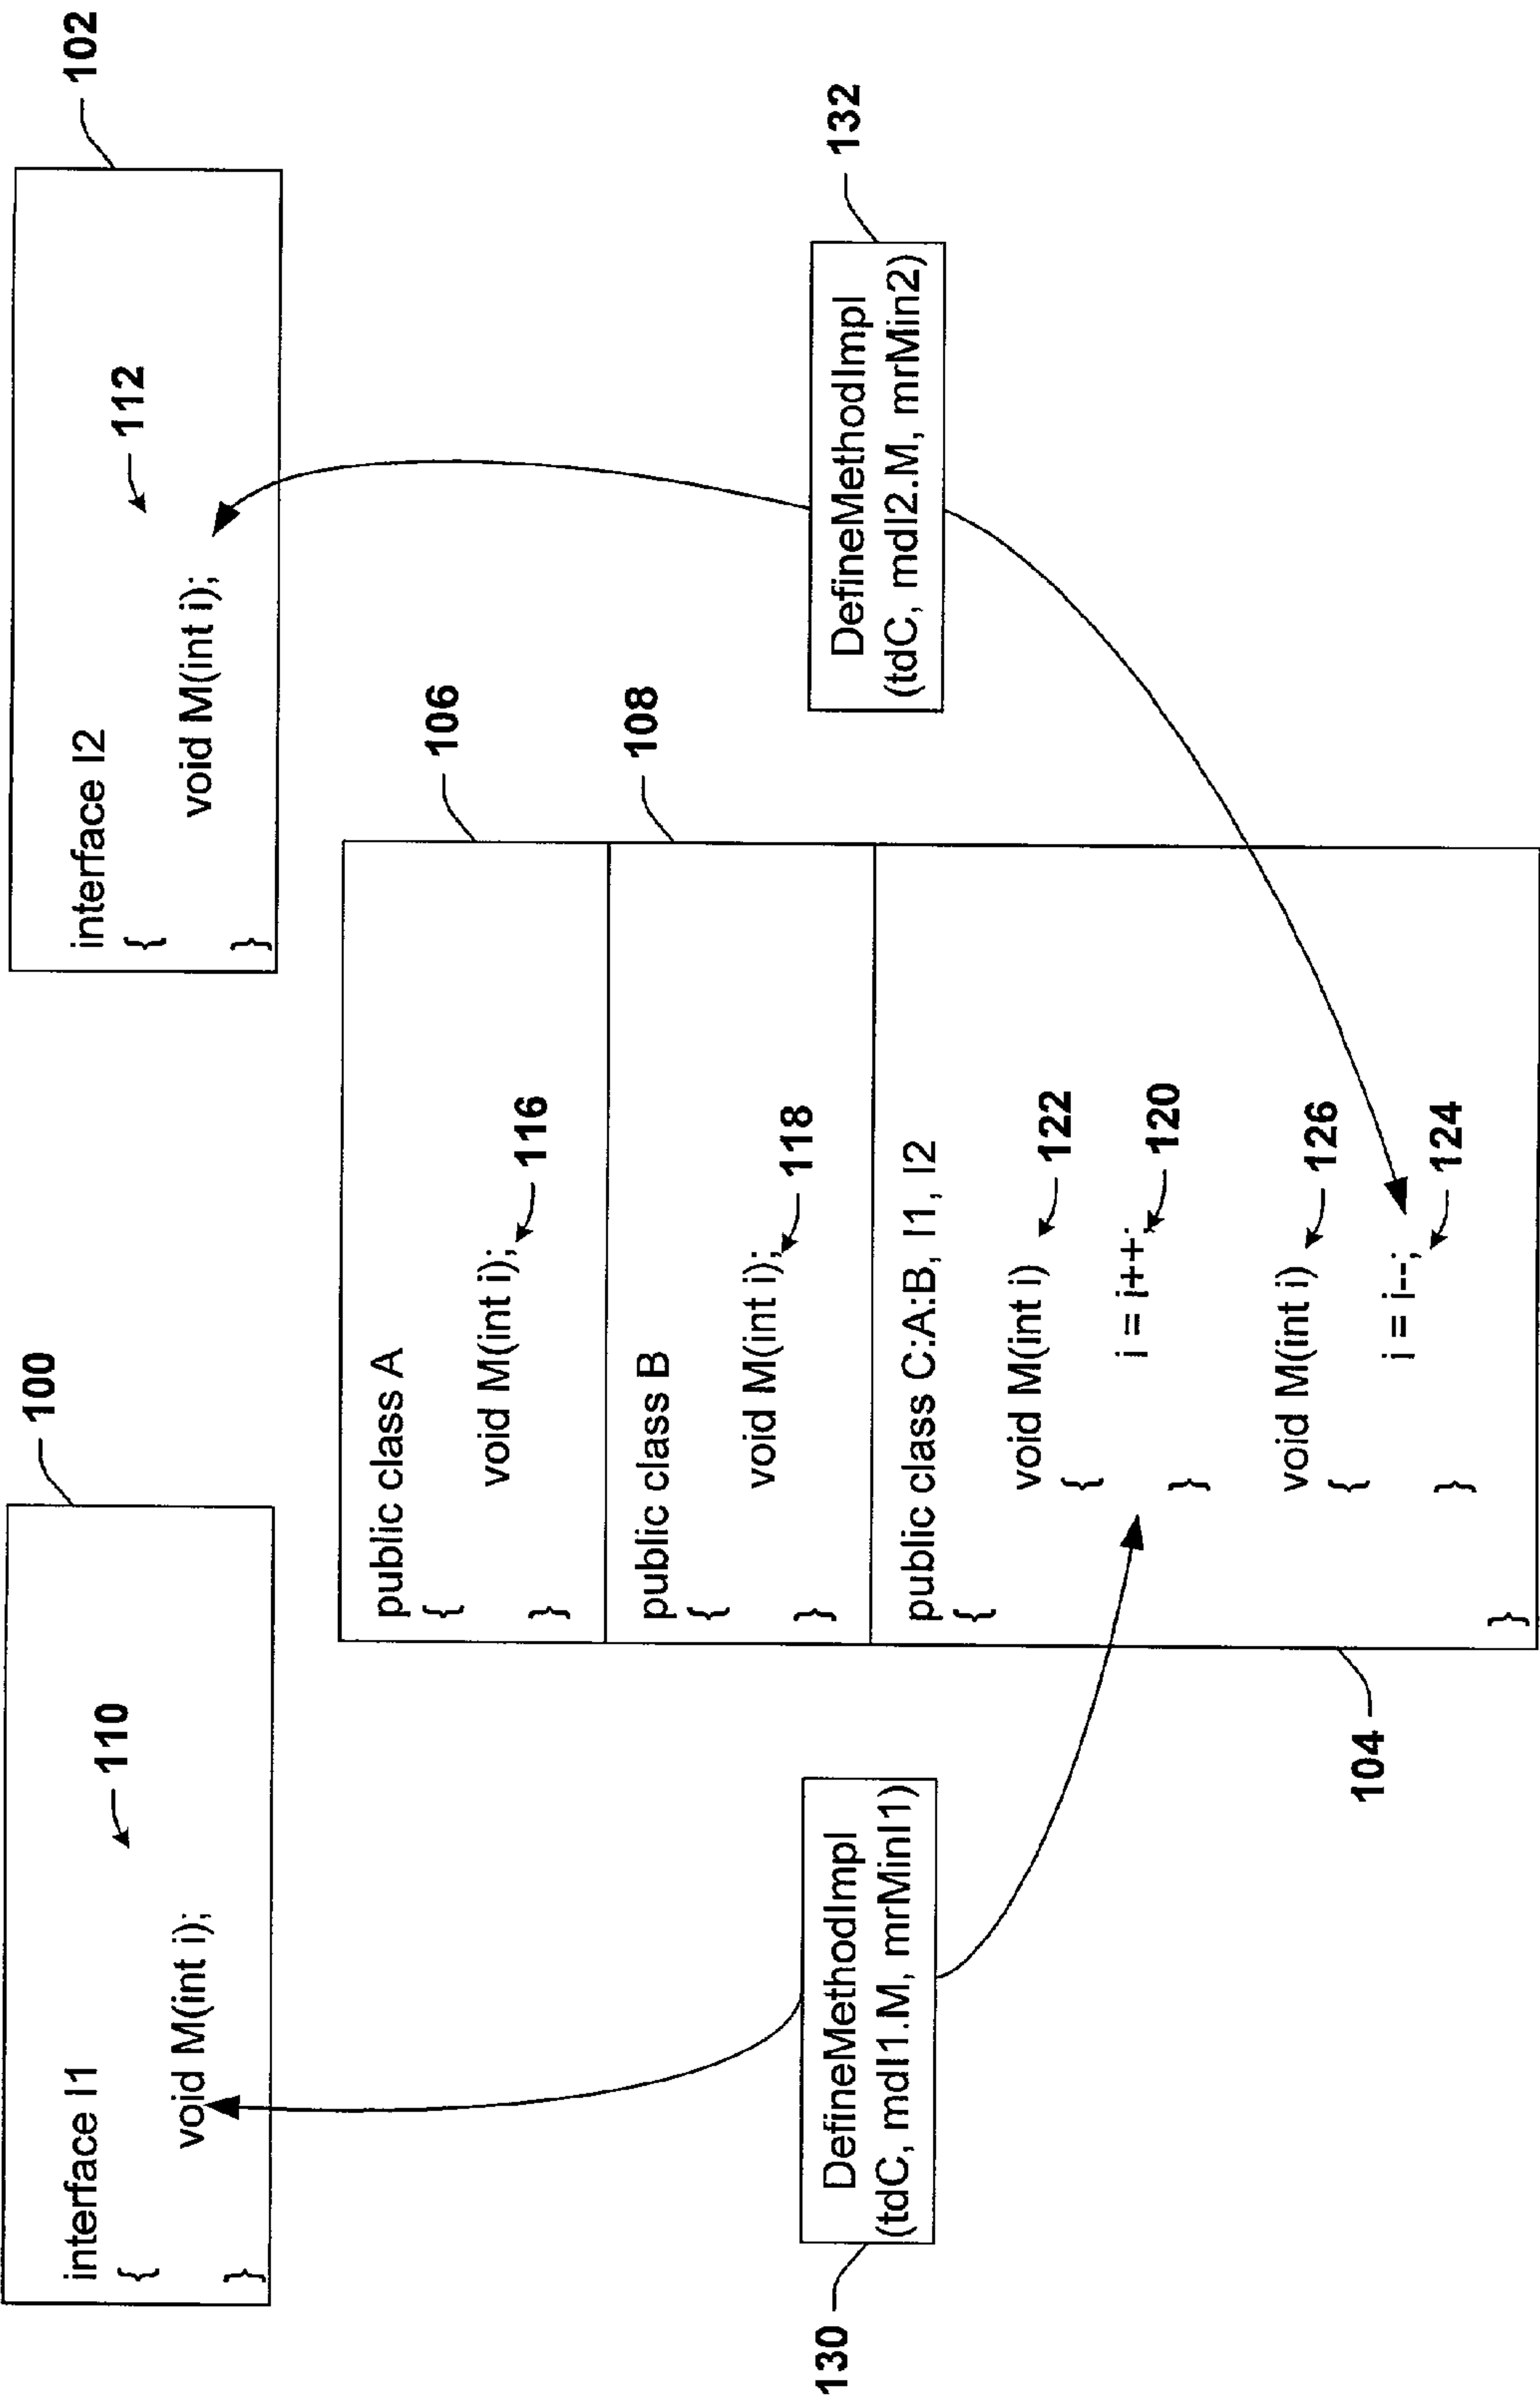 100
interface I1
{
110
void M(int i);
}
102
interface I2
{
112
void M(int i);
}
106
public class A
{
void M(int i);
116
}
108
public class B
{
void M(int i);
118
}
public class C:A:B, I1, I2
{
void M(int i)
122
{
i = i++;
120
}
void M(int i)
126
{
i = i--;
124
}
}
104
130
DefineMethodImpl
(tdC, mdI1.M, mrMinI1)
132
DefineMethodImpl
(tdC, mdI2.M, mrMin2)